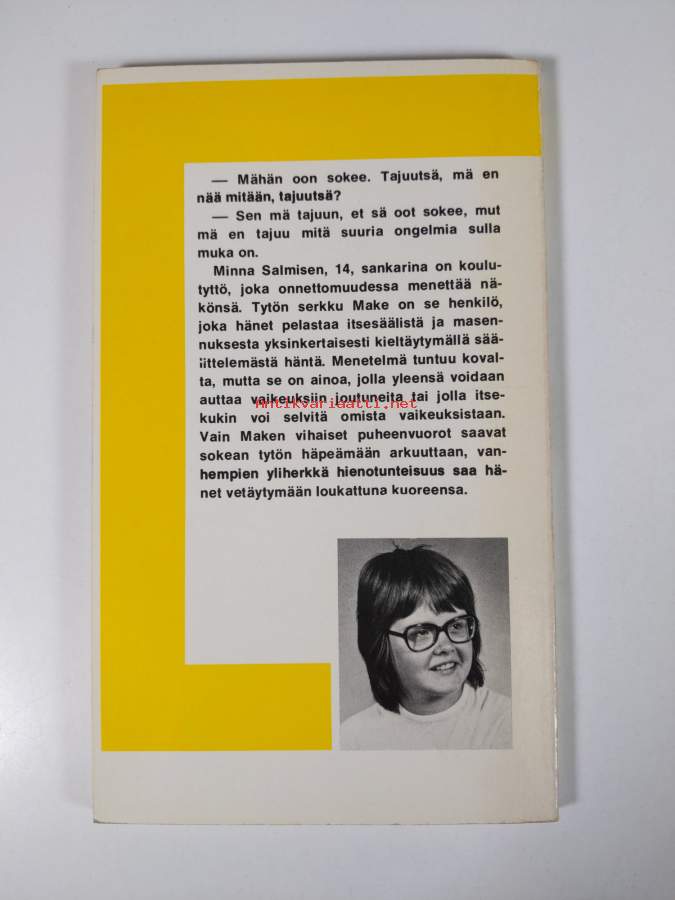 — Mähän oon sokee. Tajuutsä, mä en
nää mitään, tajuutsä?
— Sen mä tajuun, et sä oot sokee, mut
mä en tajuu mitä suuria ongelmia sulla
muka on.
Minna Salmisen, 14, sankarina on koulu-
tyttö, joka onnettomuudessa menettää nä-
könsä. Tytön serkku Make on se henkilö,
joka hänet pelastaa itsesäälistä ja masen-
nuksesta yksinkertaisesti kieltäytymällä sää-
littelemästä häntä. Menetelmä tuntuu koval-
ta, mutta se on ainoa, jolla yleensä voidaan
auttaa vaikeuksiin joutuneita tai jolla itse-
kukin voi selvitä omista vaikeuksistaan.
Vain Maken vihaiset puheenvuorot saavat
sokean tytön häpeämään arkuuttaan, van-
hempien yliherkkä hienotunteisuus saa hä-
net vetäytymään loukattuna kuoreensa.
Antikvariaatti.net